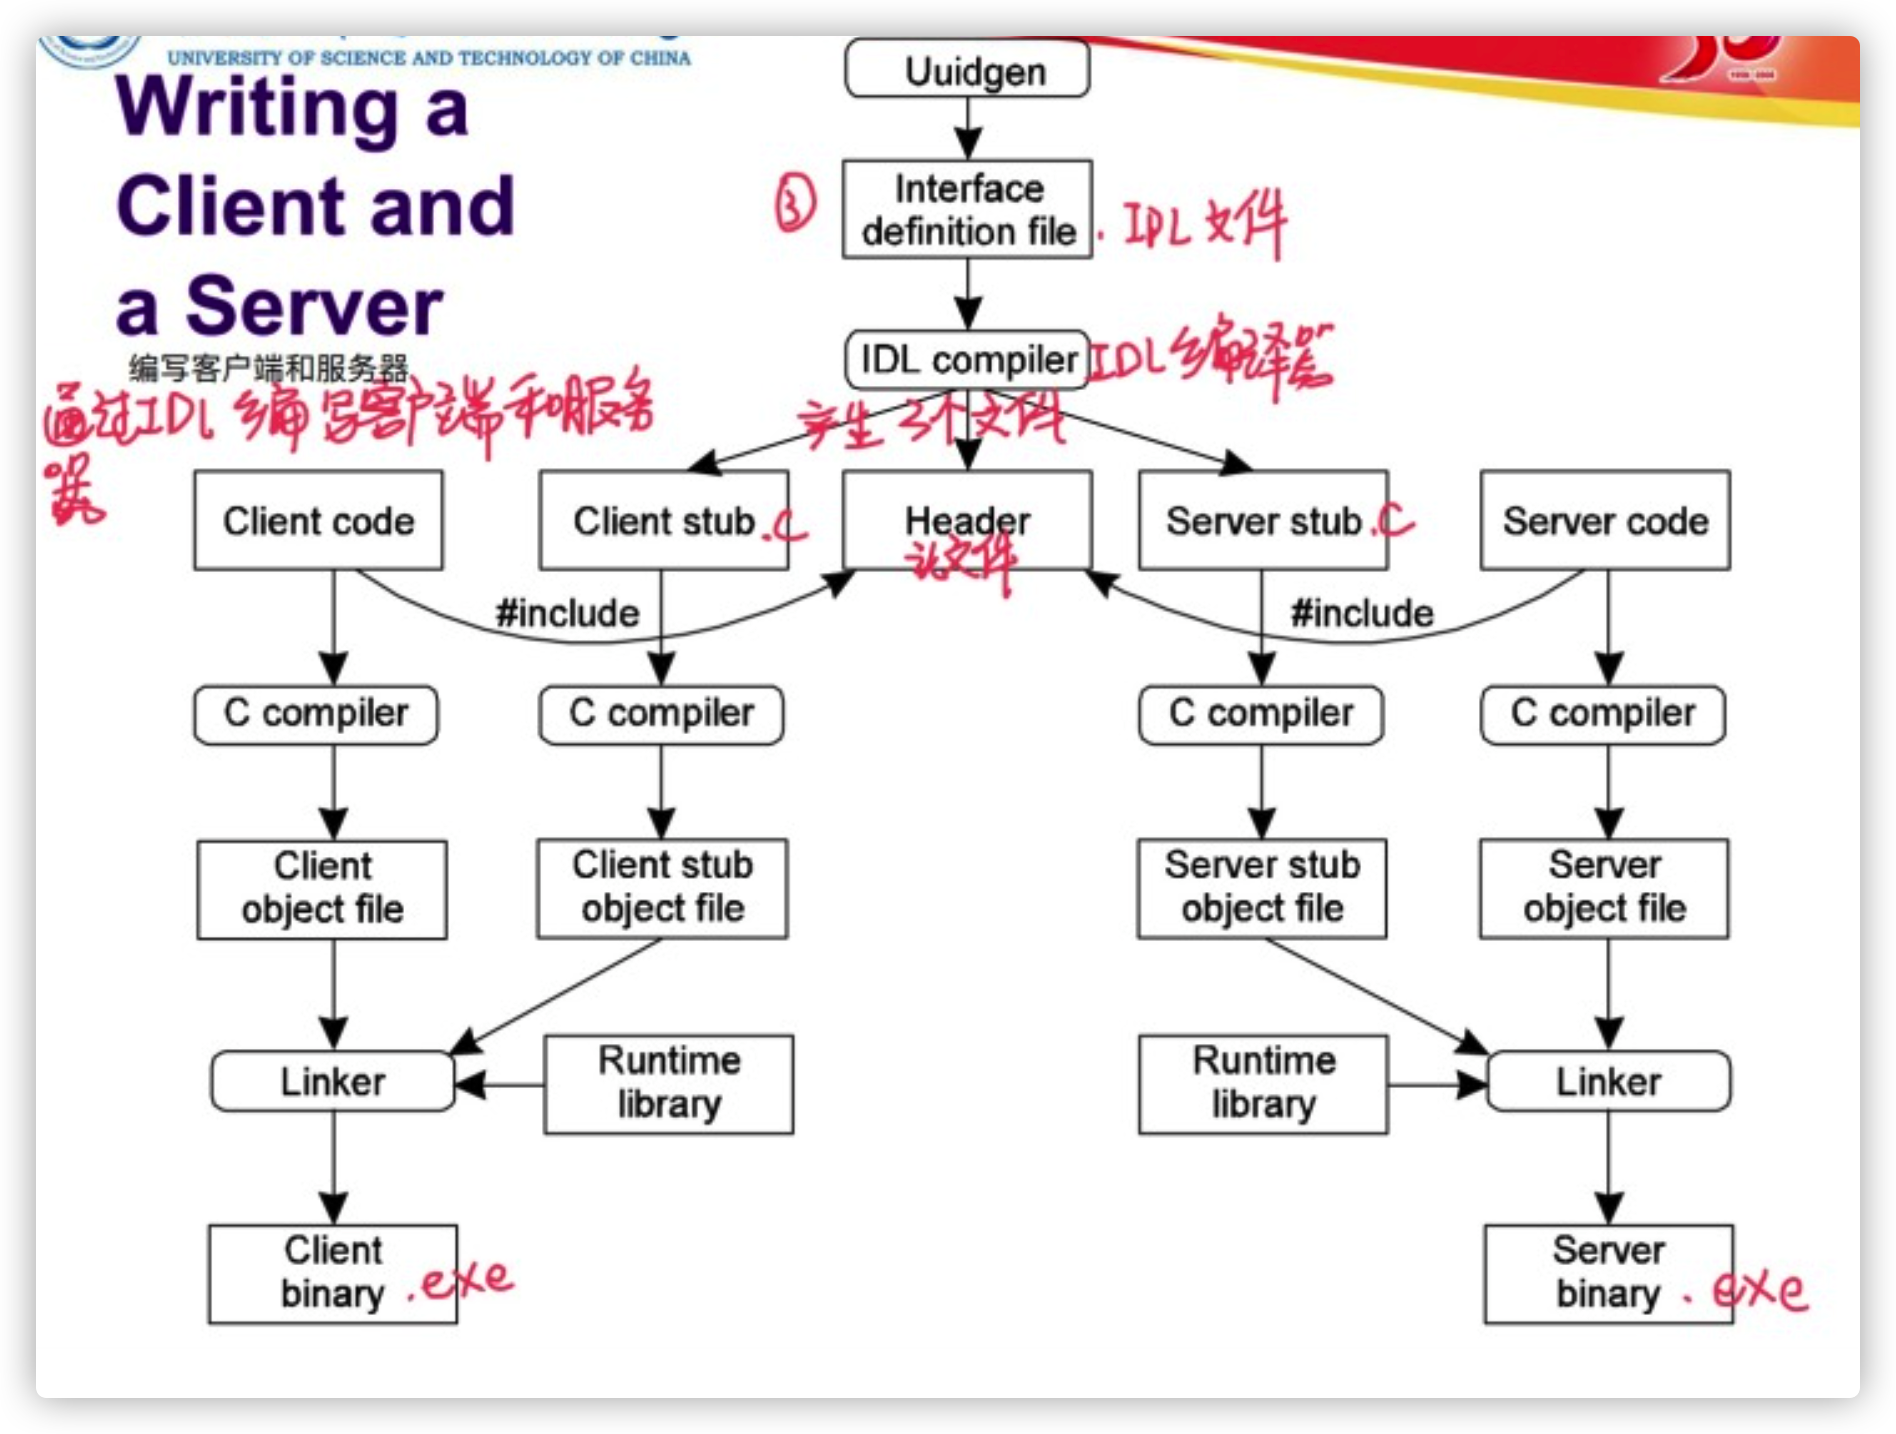 UNIVERSITY OF SCIENCE AND TECHNOLOGY OF CHINA
Writing a
Client and
a Server
编写客户端和服务器
通过IDL编写客户端和服务
器
Uuidgen
③
Interface
definition file
. IDL文件
IDL compiler
IDL编译器
产生3个文件
Client code
Client stub
.C
Header
头文件
Server stub
.C
Server code
#include
#include
C compiler
C compiler
C compiler
C compiler
Client
object file
Client stub
object file
Server stub
object file
Server
object file
Linker
Runtime
library
Runtime
library
Linker
Client
binary
.exe
Server
binary
.exe